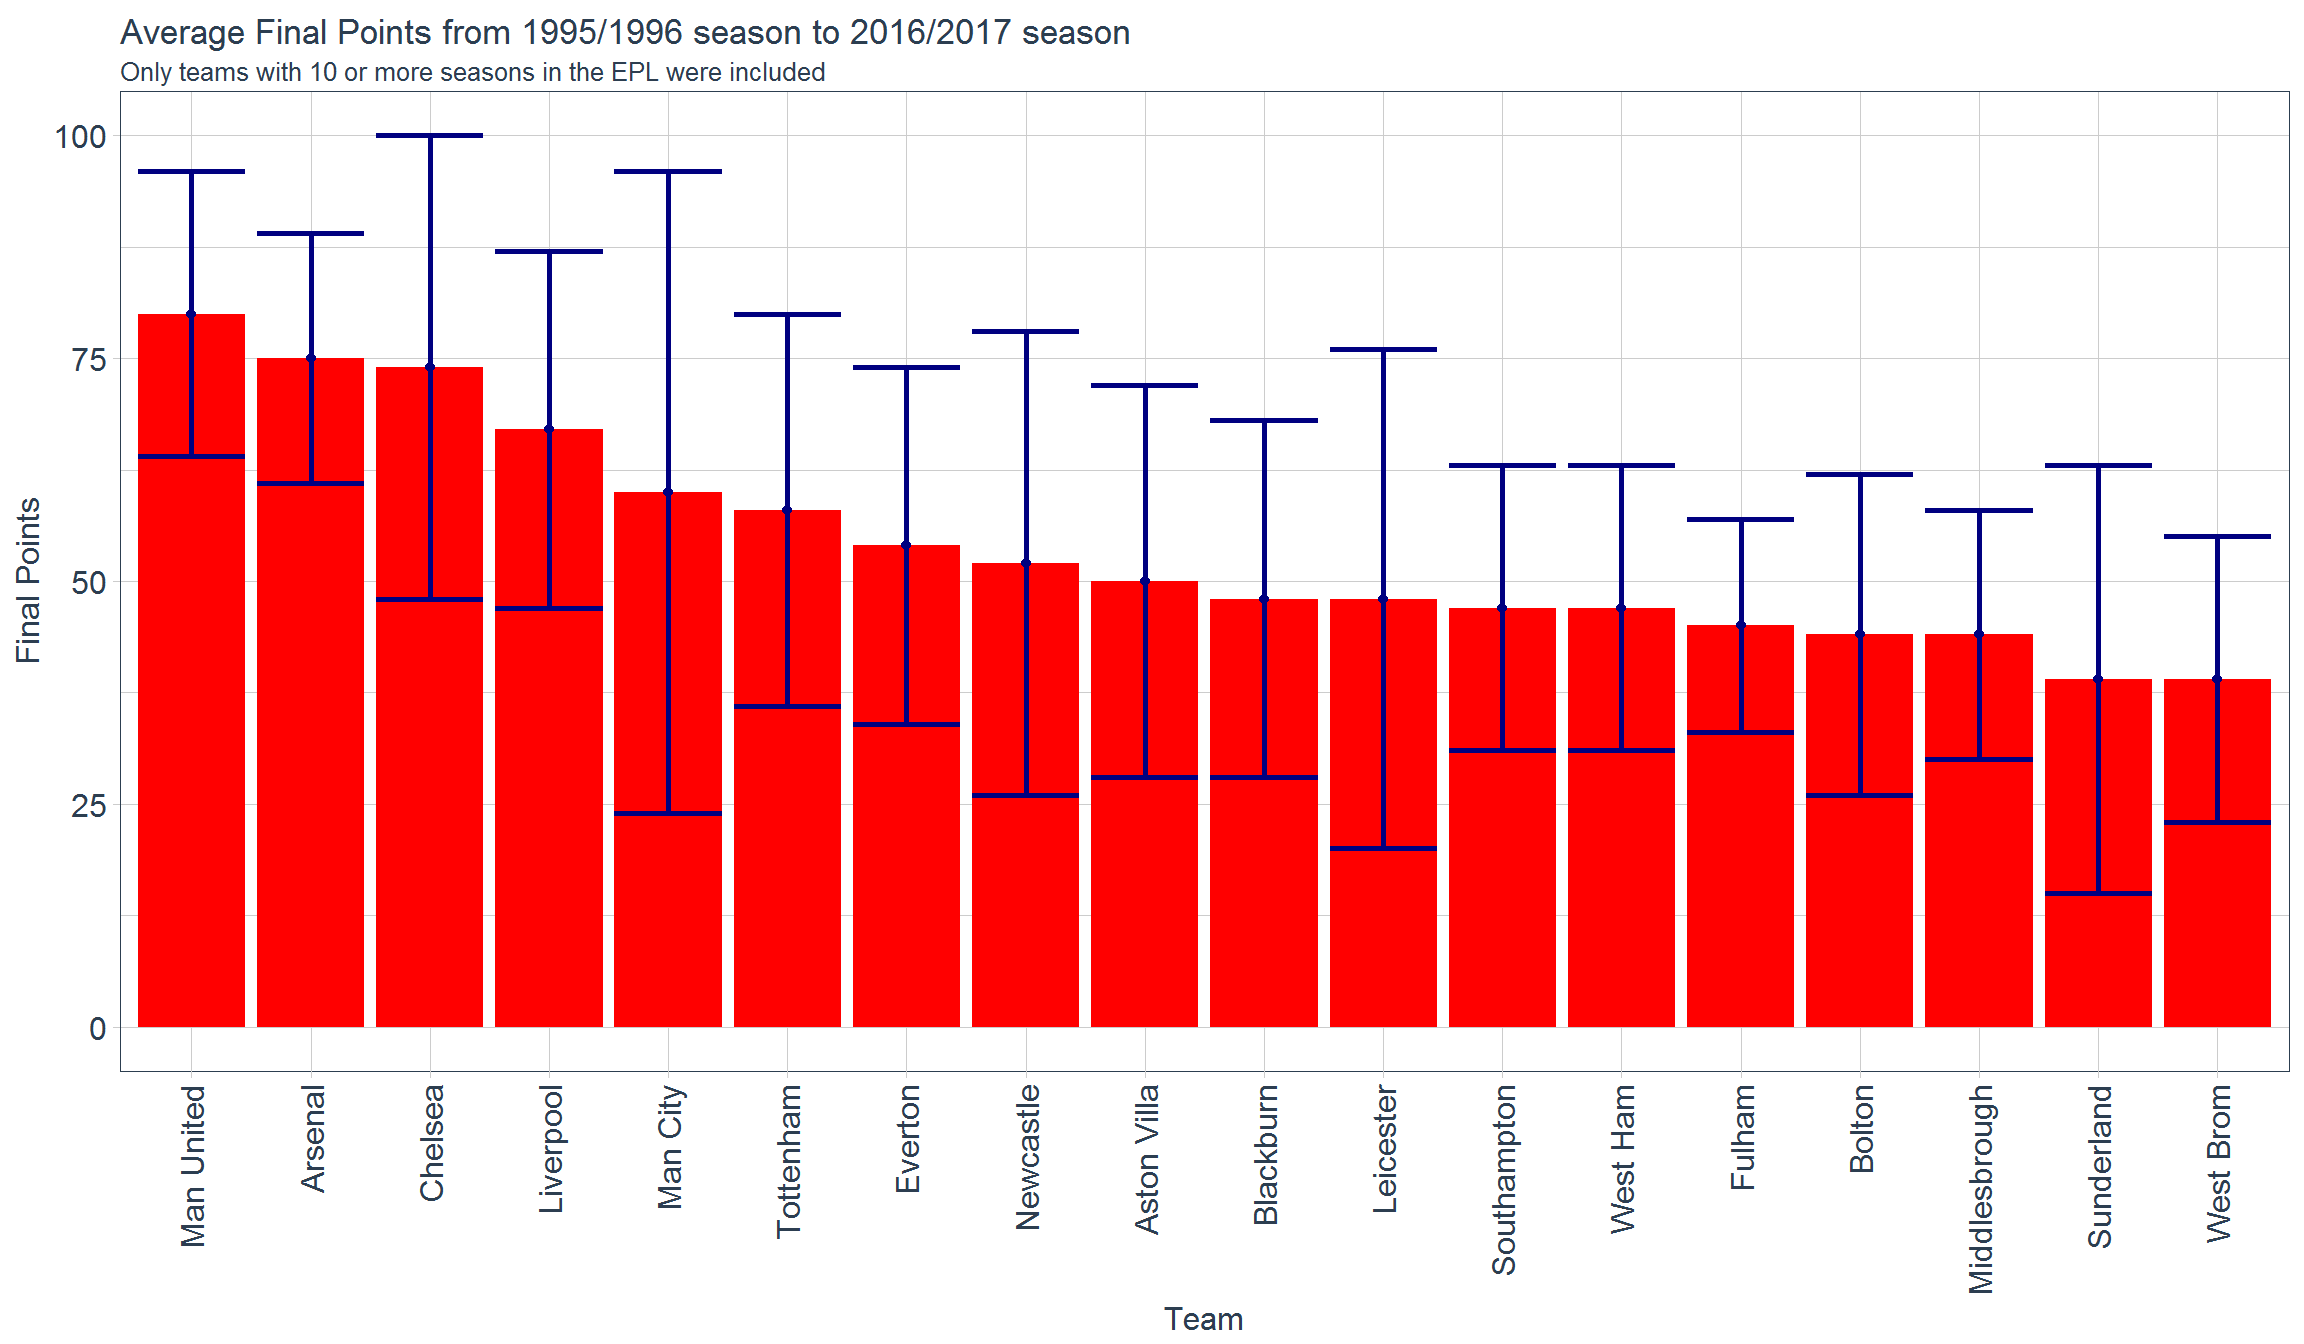 Average Final Points from 1995/1996 season to 2016/2017 season
Only teams with 10 or more seasons in the EPL were included
Final Points
100
75
50
25
0
Man United
Arsenal
Chelsea
Liverpool
Man City
Tottenham
Everton
Newcastle
Aston Villa
Blackburn
Leicester
Southampton
West Ham
Fulham
Bolton
Middlesbrough
Sunderland
West Brom
Team